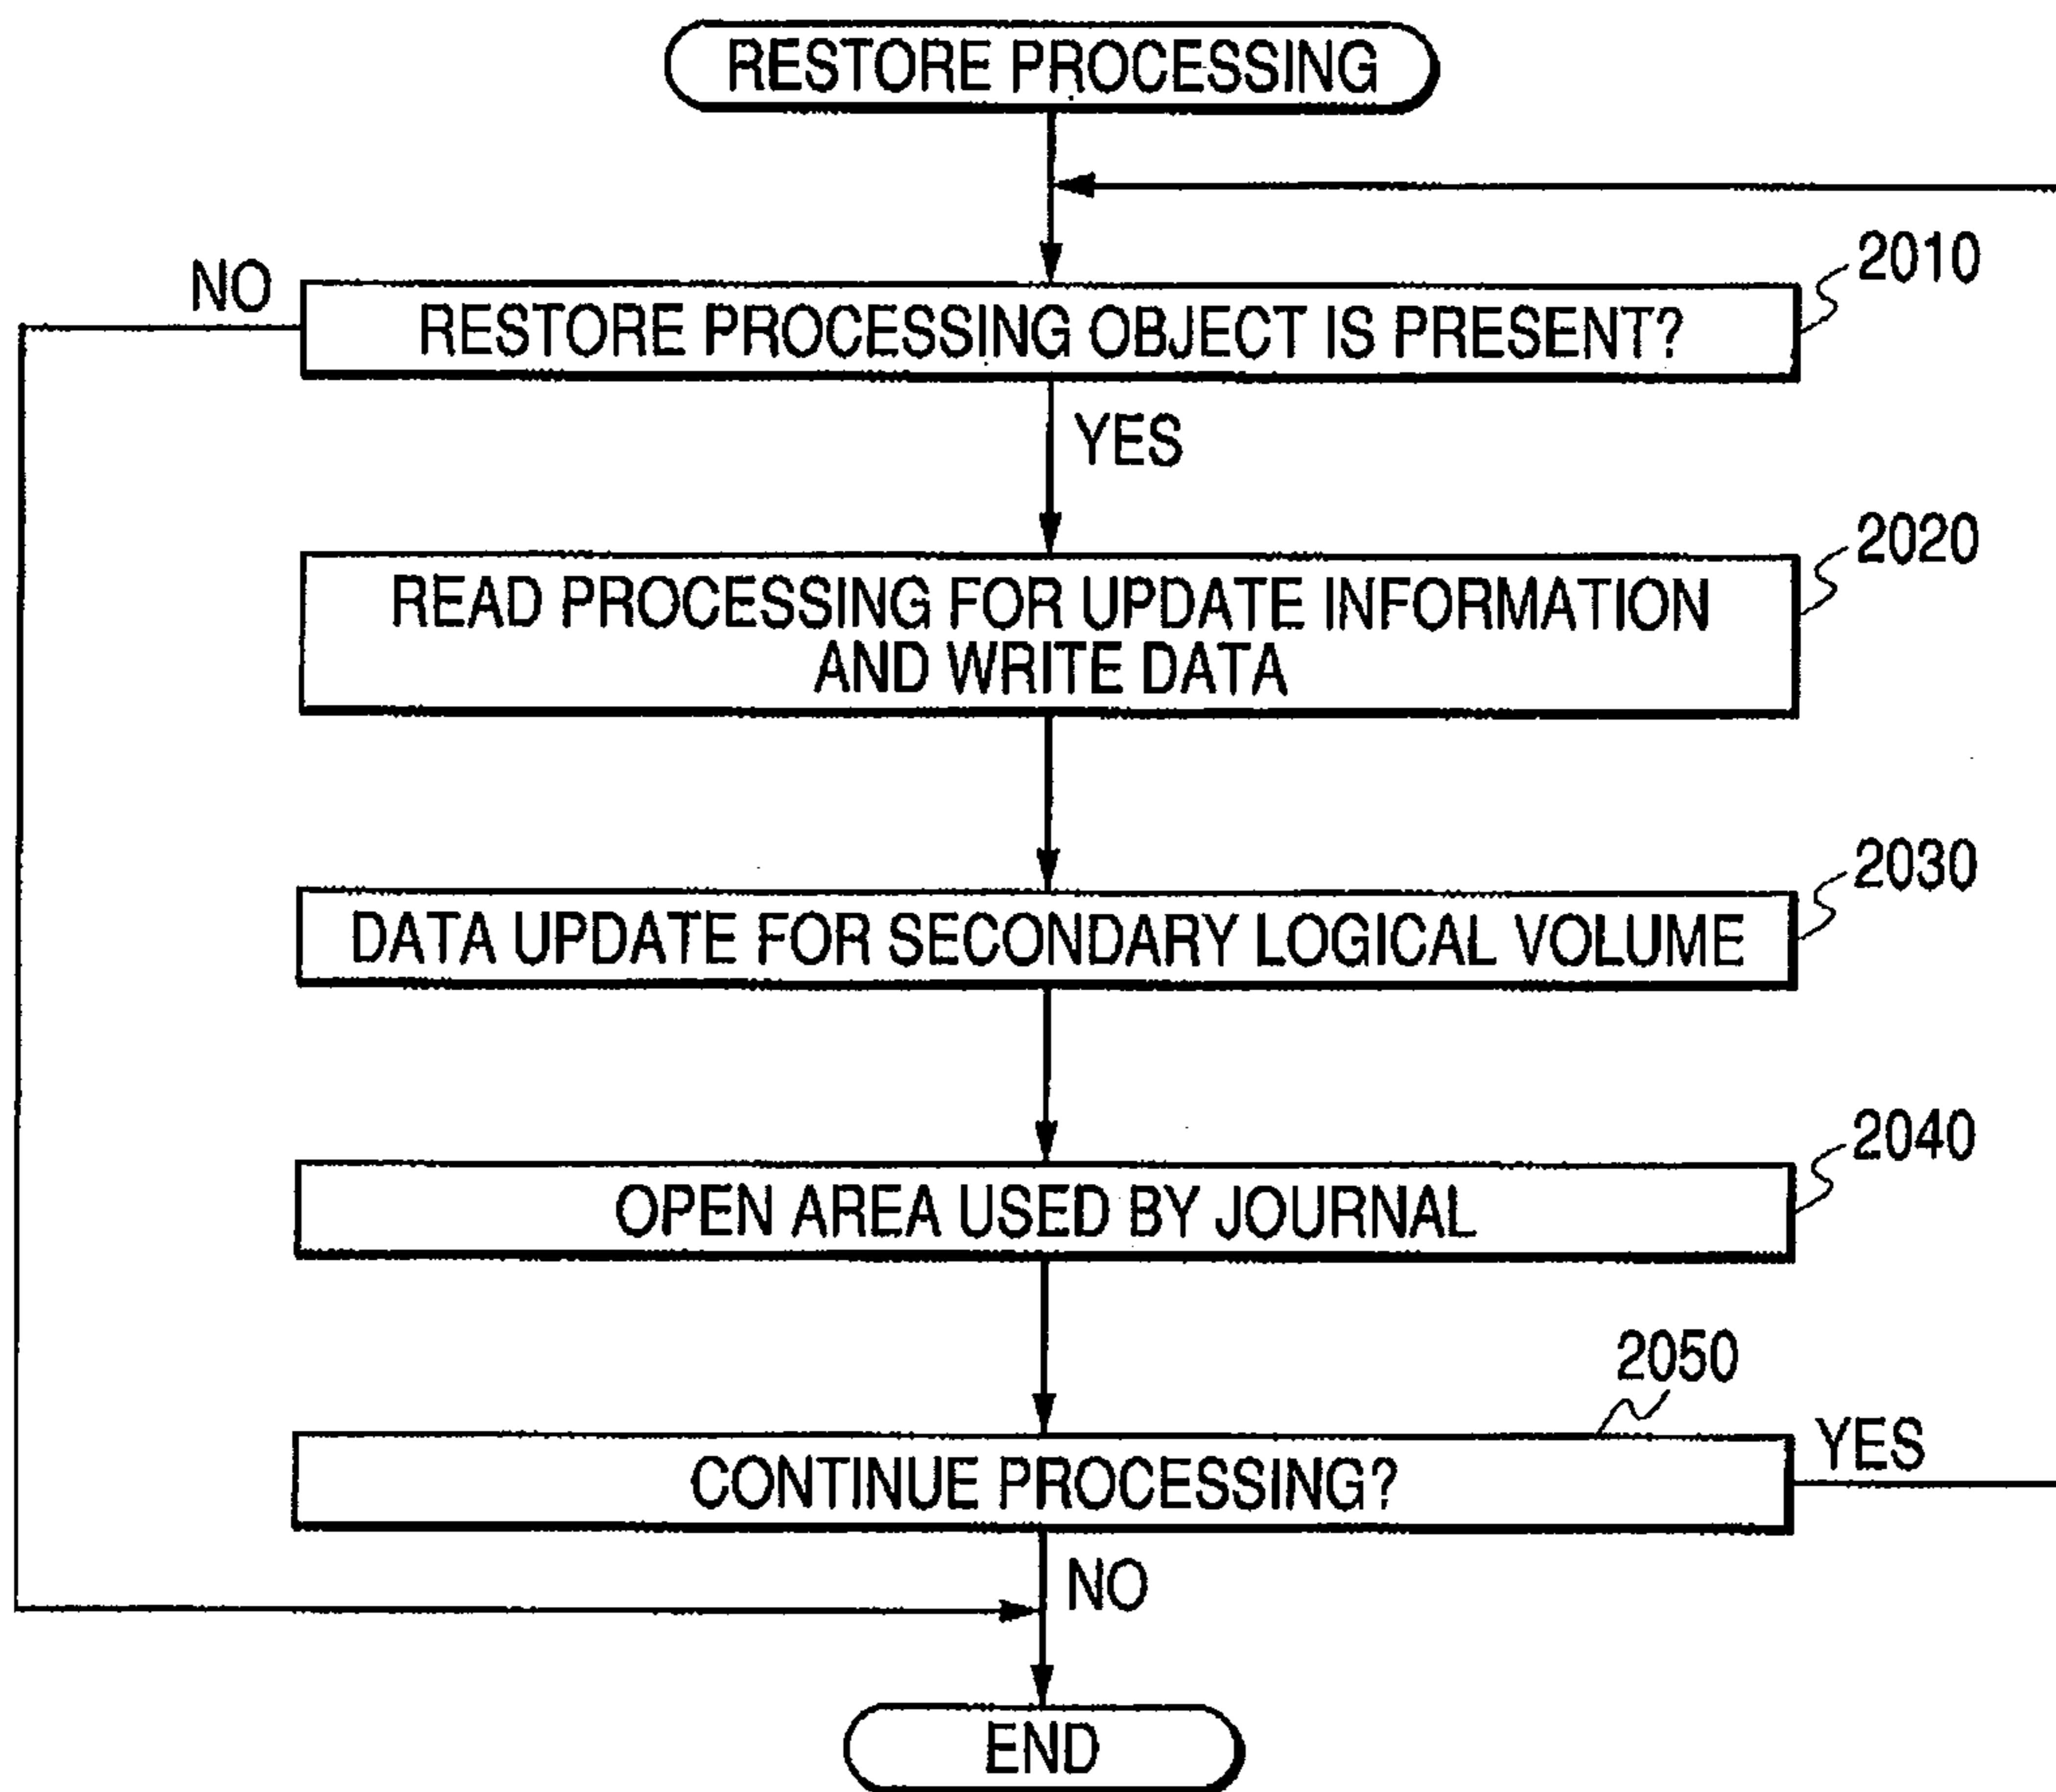 RESTORE PROCESSING
NO
2010
RESTORE PROCESSING OBJECT IS PRESENT?
YES
2020
READ PROCESSING FOR UPDATE INFORMATION
AND WRITE DATA
2030
DATA UPDATE FOR SECONDARY LOGICAL VOLUME
2040
OPEN AREA USED BY JOURNAL
2050
CONTINUE PROCESSING?
YES
NO
END